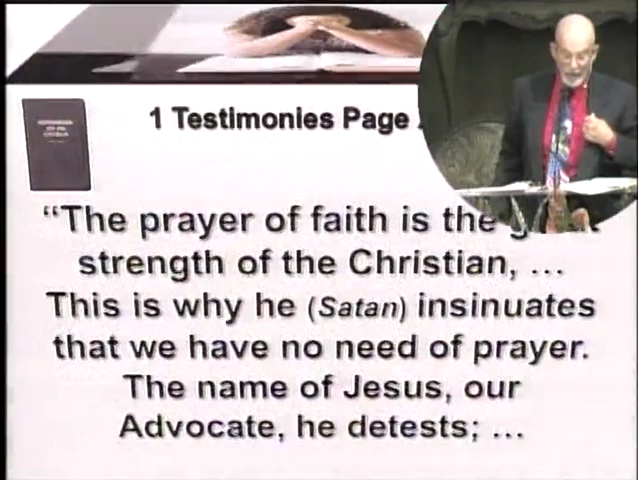 1 Testimonies Page
“The prayer of faith is the
strength of the Christian, ...
This is why he (Satan) insinuates
that we have no need of prayer.
The name of Jesus, our
Advocate, he detests; ...